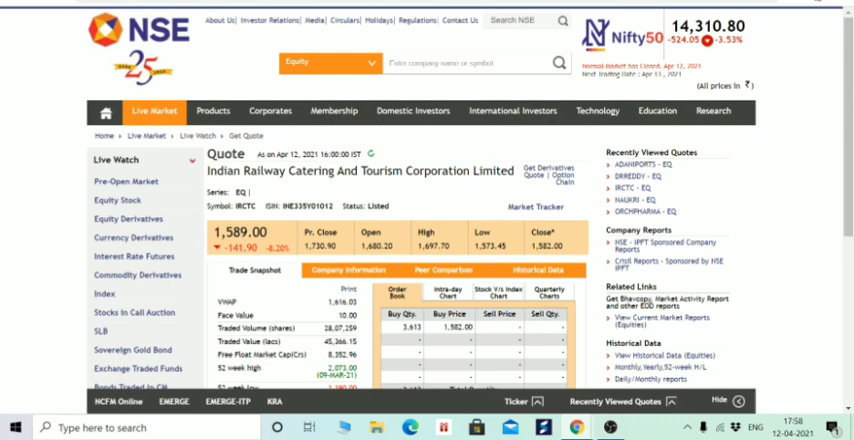 NSE
25
About Us| Investor Relations| Media| Circulars| Holidays| Regulations| Contact Us
Search NSE
Nifty50
14,310.80
-524.05 -3.53%
Normal Market has Closed. Apr 12, 2021
Next Trading Date : Apr 13, 2021
(All prices in ₹)
Equity
Enter company name or symbol
Live Market Products Corporates Membership Domestic Investors International Investors Technology Education Research
Home › Live Market › Live Watch › Get Quote
Live Watch
Pre-Open Market
Equity Stock
Equity Derivatives
Currency Derivatives
Interest Rate Futures
Commodity Derivatives
Index
Stocks in Call Auction
SLB
Sovereign Gold Bond
Exchange Traded Funds
Bonds Traded in CM
Quote As on Apr 12, 2021 16:00:00 IST
Indian Railway Catering And Tourism Corporation Limited
Get Derivatives
Quote | Option
Chain
Series: EQ |
Symbol: IRCTC ISIN: INE335Y01012 Status: Listed
Market Tracker
1,589.00
-141.90 -8.20%
Pr. Close Open High Low Close*
1,730.90 1,680.20 1,697.70 1,573.45 1,582.00
Trade Snapshot Company Information Peer Comparison Historical Data
Print
VWAP 1,616.03
Face Value 10.00
Traded Volume (shares) 28,07,259
Traded Value (lacs) 45,366.15
Free Float Market Cap(Crs) 8,352.96
52 week high 2,073.00
(09-MAR-21)
52 week low
Order Book
Intra-day Chart
Stock V/s Index Chart
Quarterly Charts
Buy Qty. Buy Price Sell Price Sell Qty.
3,613 1,582.00 - -
- - - -
- - - -
- - - -
- - - -
Recently Viewed Quotes
› ADANIPORTS - EQ
› DRREDDY - EQ
› IRCTC - EQ
› NAUKRI - EQ
› ORCHPHARMA - EQ
Company Reports
› NSE - IPFT Sponsored Company
Reports
› Crisil Reports - Sponsored by NSE
IPFT
Related Links
Get Bhavcopy, Market Activity Report
and other EOD reports
› View Current Market Reports
(Equities)
Historical Data
› View Historical Data (Equities)
› Monthly,Yearly,52-week H/L
› Daily/Monthly reports
NCFM Online EMERGE EMERGE-ITP KRA
Ticker Recently Viewed Quotes Hide
Type here to search
ENG
17:58
12-04-2021